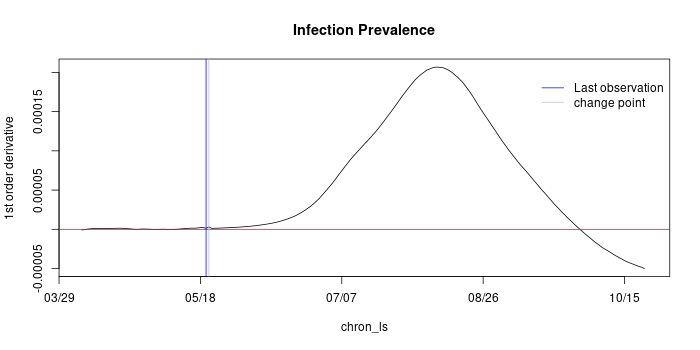 Infection Prevalence
1st order derivative
0.00015
0.00005
-0.00005
Last observation
change point
03/29
05/18
07/07
08/26
10/15
chron_ls